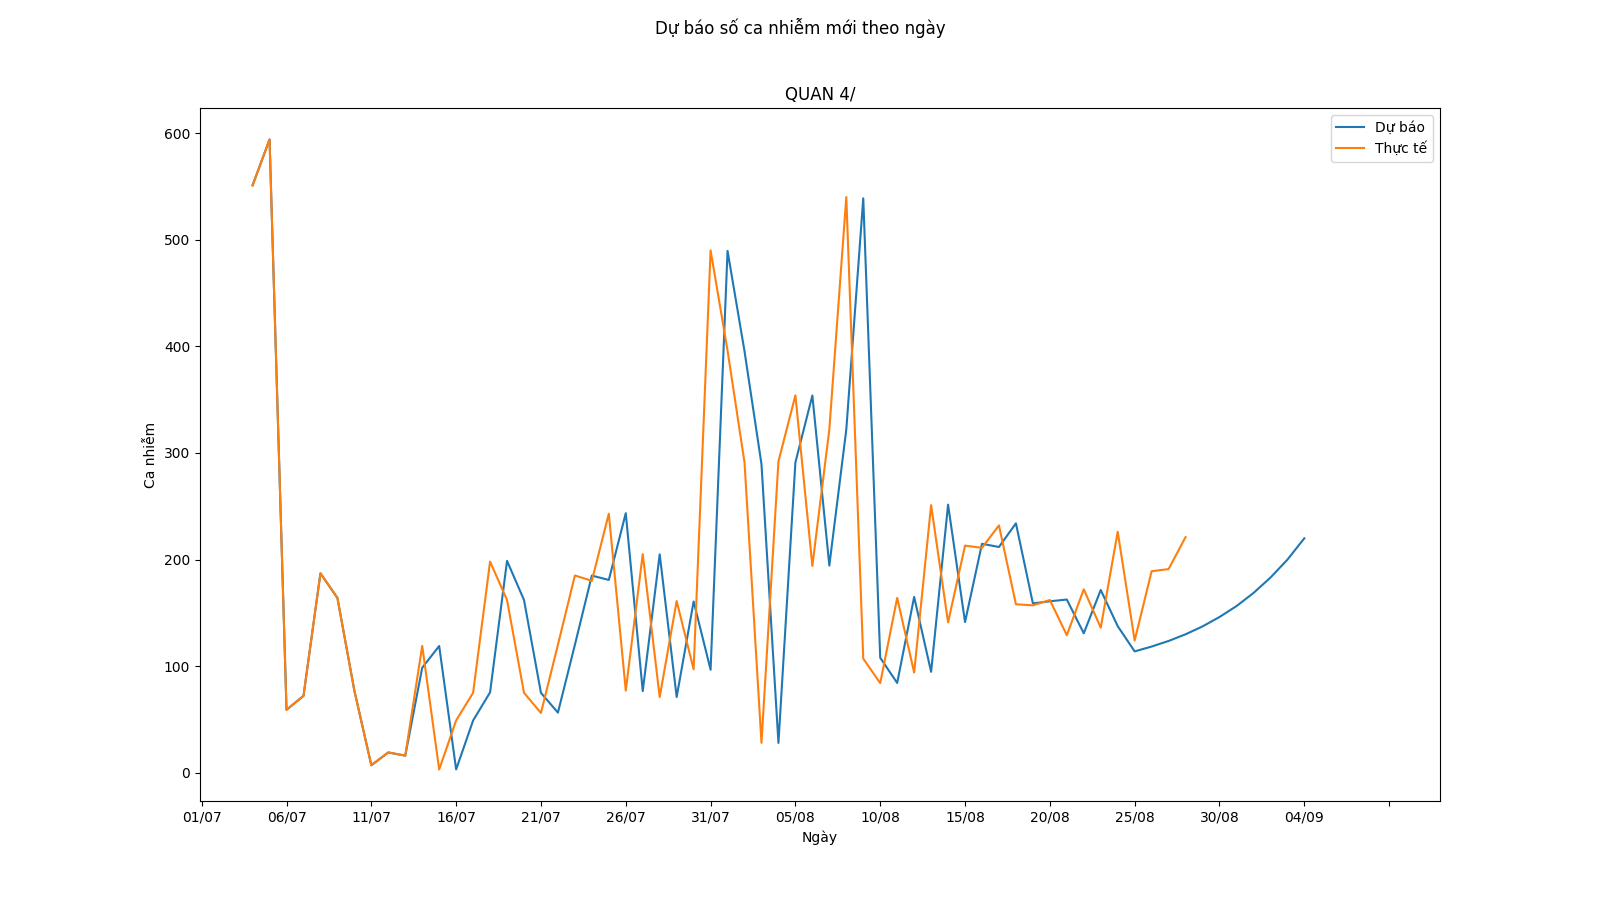 Dự báo số ca nhiễm mới theo ngày
QUAN 4/
Dự báo
Thực tế
600
500
400
300
200
100
0
Ca nhiễm
01/07 06/07 11/07 16/07 21/07 26/07 31/07 05/08 10/08 15/08 20/08 25/08 30/08 04/09
Ngày